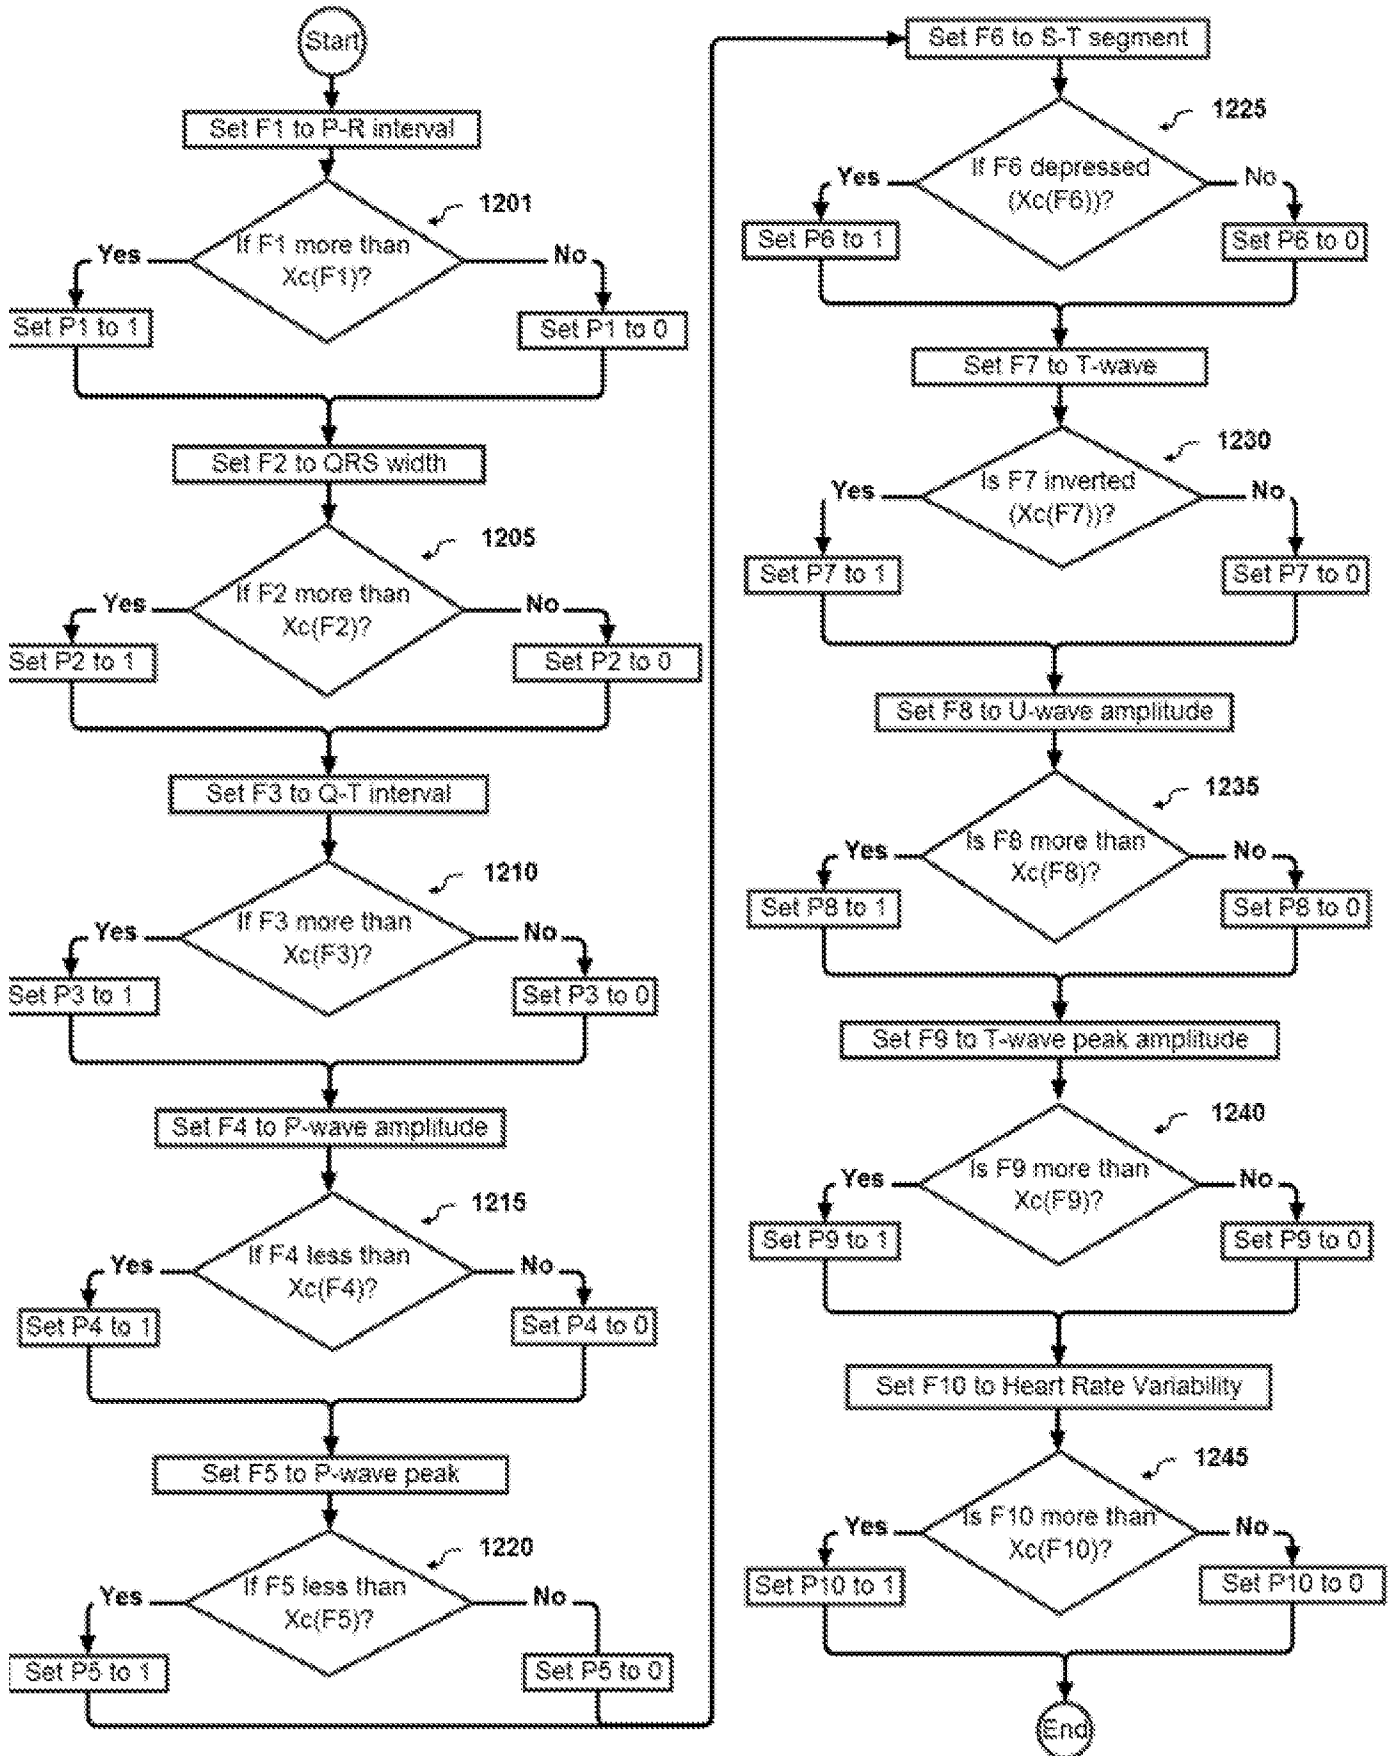 Start
Set F1 to P-R interval
1201
If F1 more than
Xc(F1)?
Yes
No
Set P1 to 1
Set P1 to 0
Set F2 to QRS width
1205
If F2 more than
Xc(F2)?
Yes
No
Set P2 to 1
Set P2 to 0
Set F3 to Q-T interval
1210
If F3 more than
Xc(F3)?
Yes
No
Set P3 to 1
Set P3 to 0
Set F4 to P-wave amplitude
1215
If F4 less than
Xc(F4)?
Yes
No
Set P4 to 1
Set P4 to 0
Set F5 to P-wave peak
1220
If F5 less than
Xc(F5)?
Yes
No
Set P5 to 1
Set P5 to 0
Set F6 to S-T segment
1225
If F6 depressed
(Xc(F6))?
Yes
No
Set P6 to 1
Set P6 to 0
Set F7 to T-wave
1230
Is F7 inverted
(Xc(F7))?
Yes
No
Set P7 to 1
Set P7 to 0
Set F8 to U-wave amplitude
1235
Is F8 more than
Xc(F8)?
Yes
No
Set P8 to 1
Set P8 to 0
Set F9 to T-wave peak amplitude
1240
Is F9 more than
Xc(F9)?
Yes
No
Set P9 to 1
Set P9 to 0
Set F10 to Heart Rate Variability
1245
Is F10 more than
Xc(F10)?
Yes
No
Set P10 to 1
Set P10 to 0
End